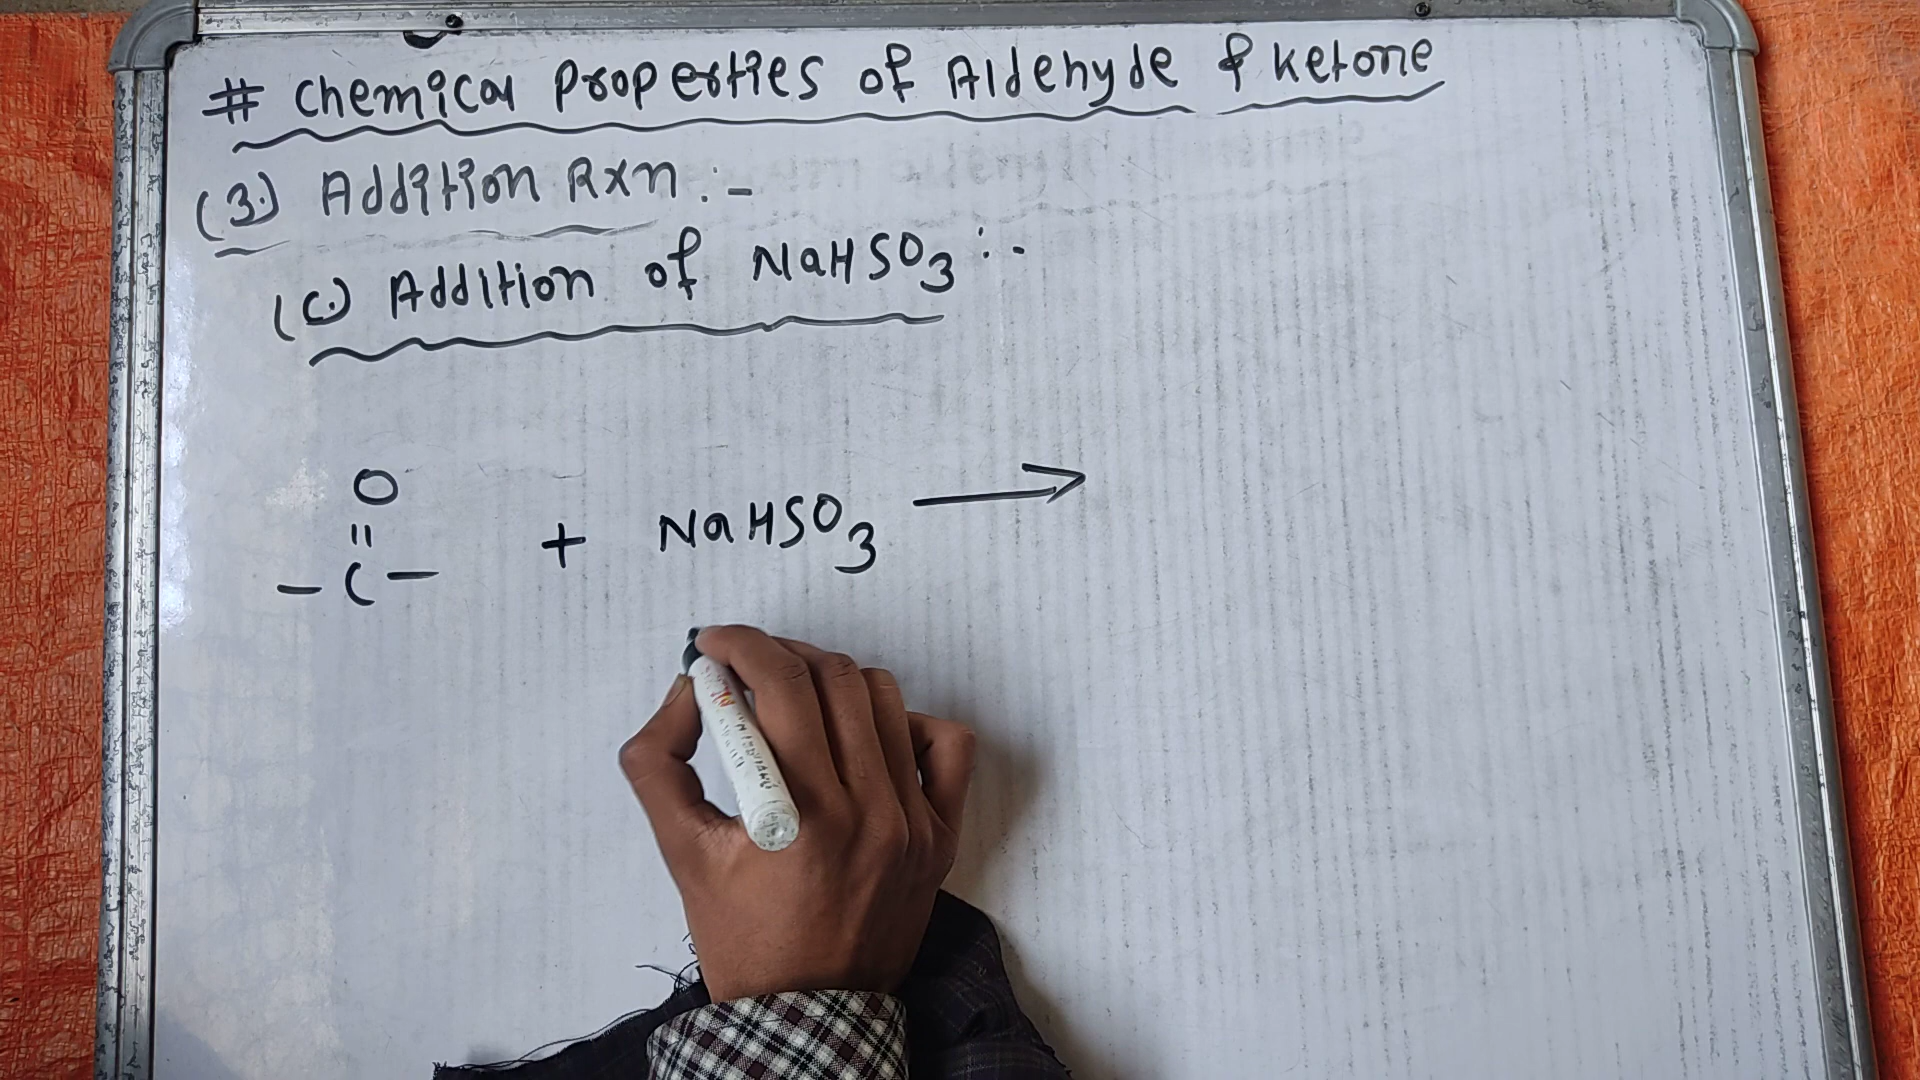 # Chemical Properties of Aldehyde & Ketone
(3.) Addition Rxn :-
(C.) Addition of NaHSO3 :-
O
||
- C - + NaHSO3 ⟶